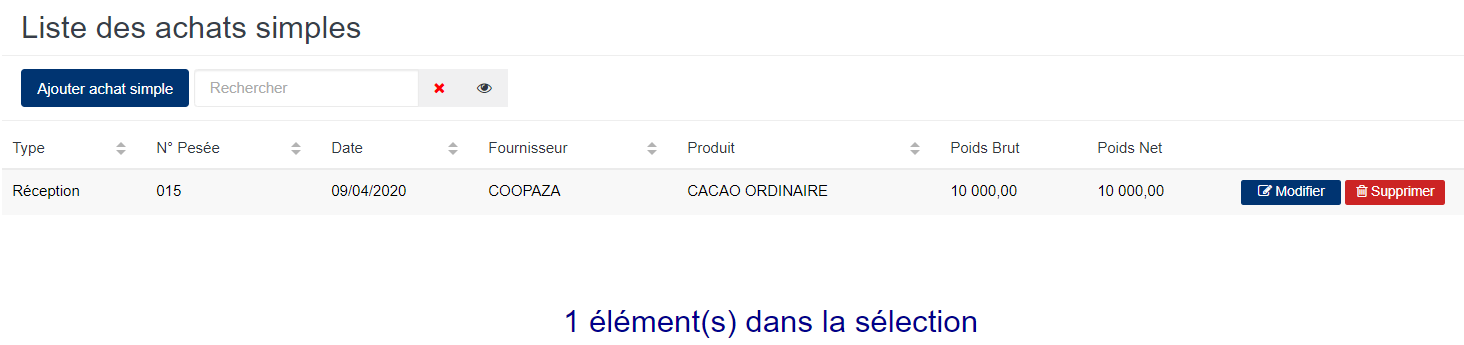 Liste des achats simples
Ajouter achat simple Rechercher
Type N° Pesée Date Fournisseur Produit Poids Brut Poids Net
Réception 015 09/04/2020 COOPAZA CACAO ORDINAIRE 10 000,00 10 000,00 Modifier Supprimer
1 élément(s) dans la sélection